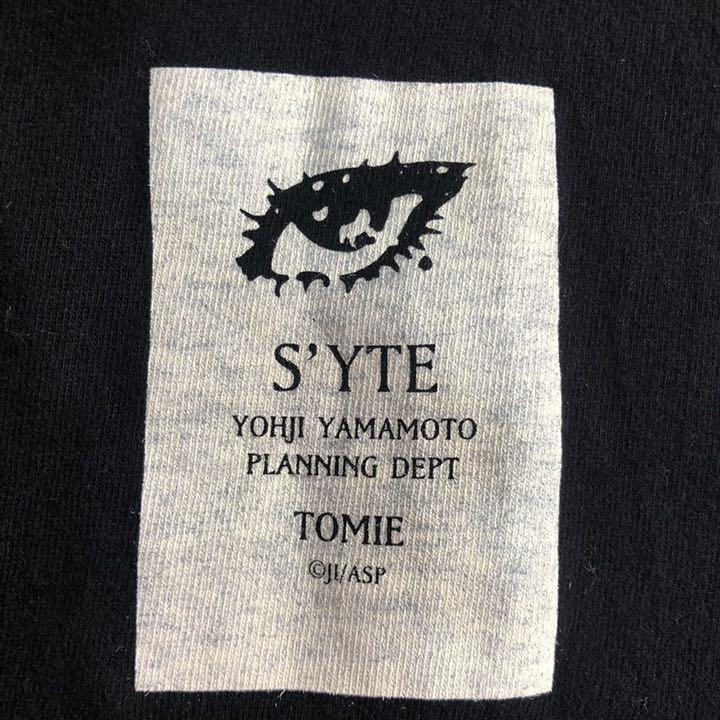 S'YTE
YOHJI YAMAMOTO
PLANNING DEPT
TOMIE
©JI/ASP